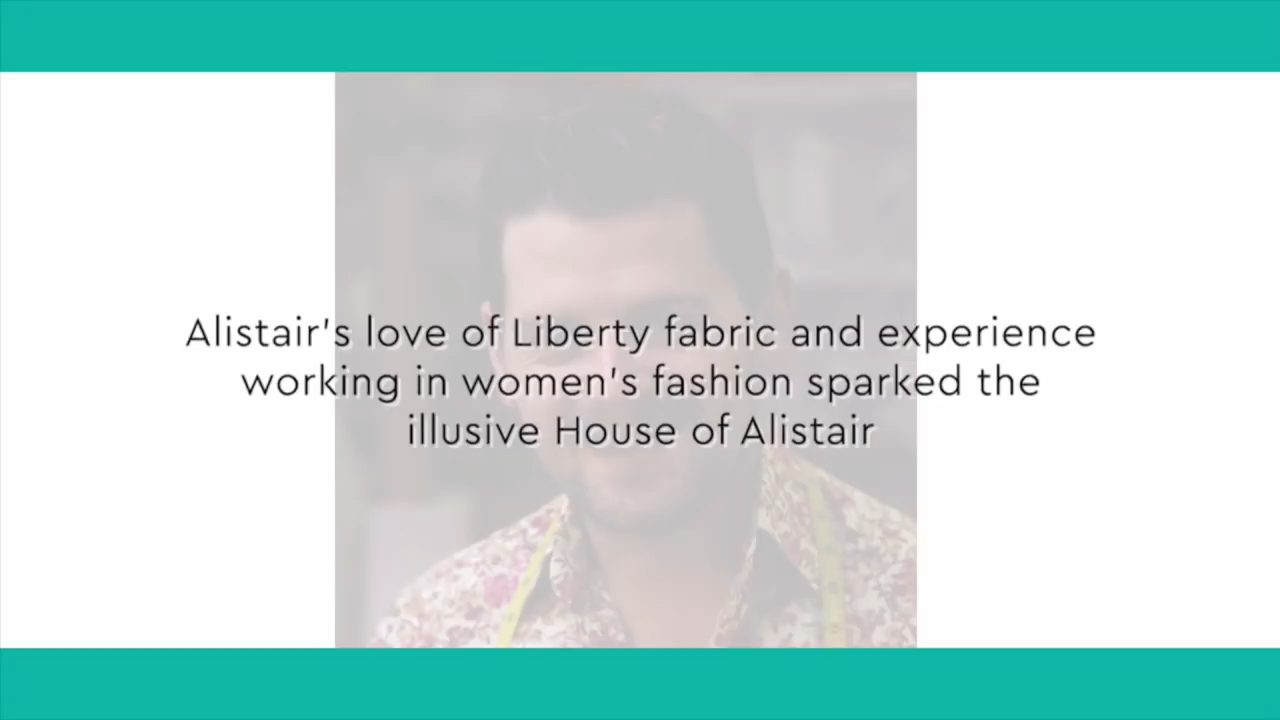 Alistair's love of Liberty fabric and experience
working in women's fashion sparked the
illusive House of Alistair